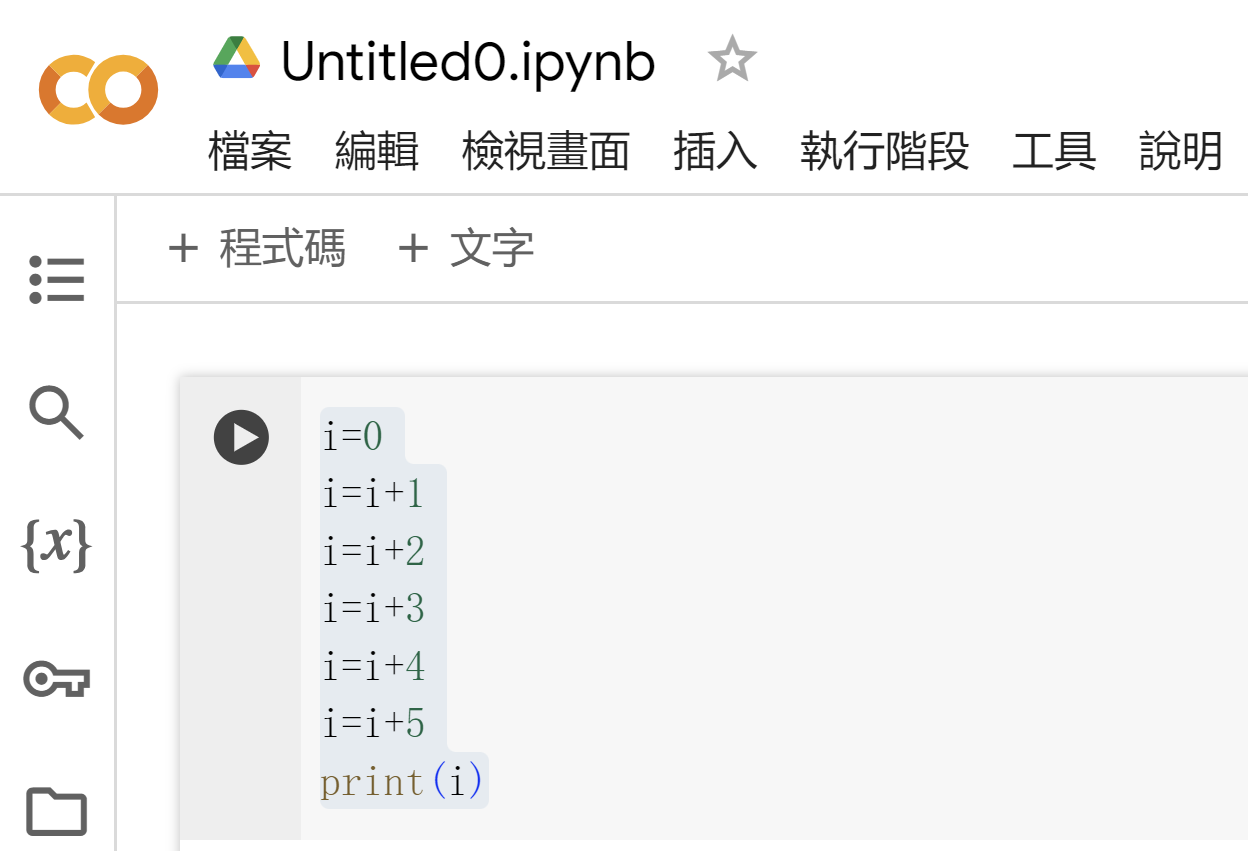 Untitled0.ipynb
檔案 編輯 檢視畫面 插入 執行階段 工具 說明
+ 程式碼 + 文字
{x}
i=0
i=i+1
i=i+2
i=i+3
i=i+4
i=i+5
print(i)